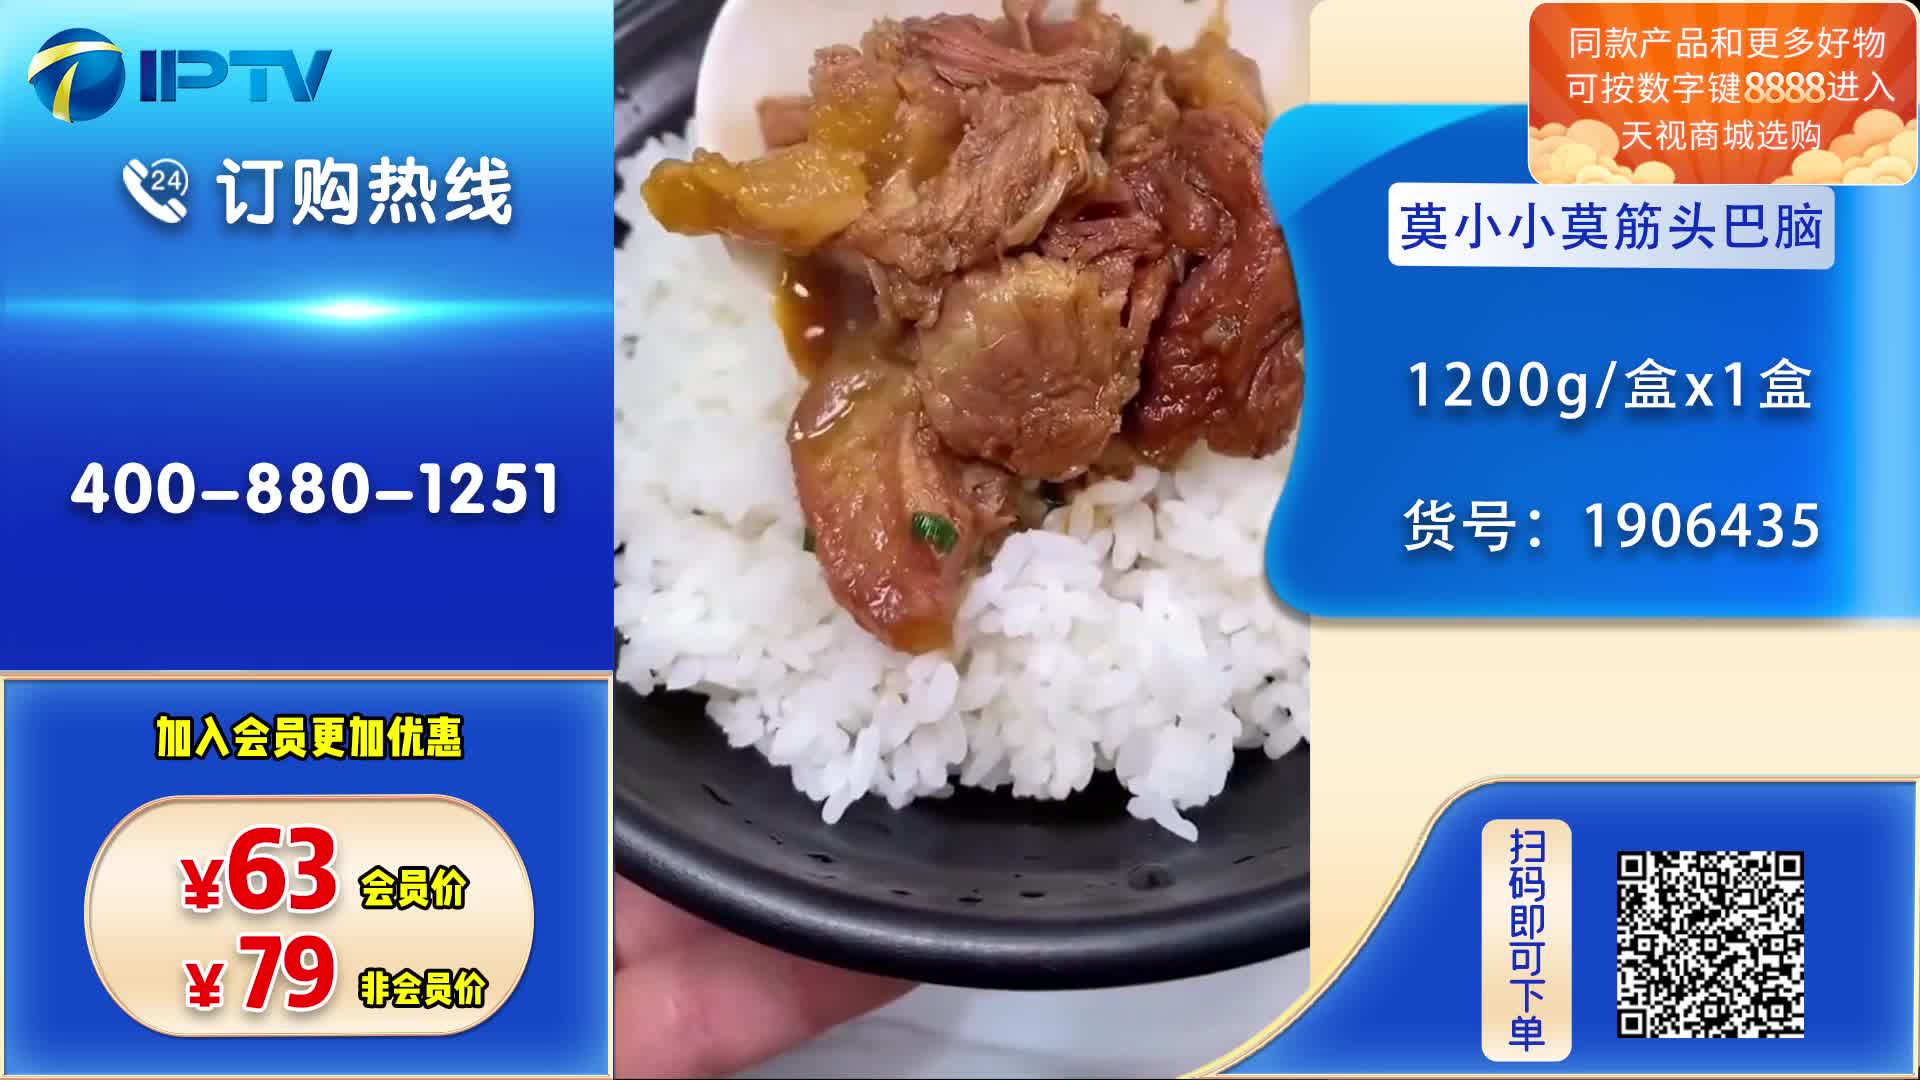 IPTV
24
订购热线
400-880-1251
加入会员更加优惠
¥63 会员价
¥79 非会员价
同款产品和更多好物
可按数字键8888进入
天视商城选购
莫小小莫筋头巴脑
1200g/盒x1盒
货号：1906435
扫码即可下单